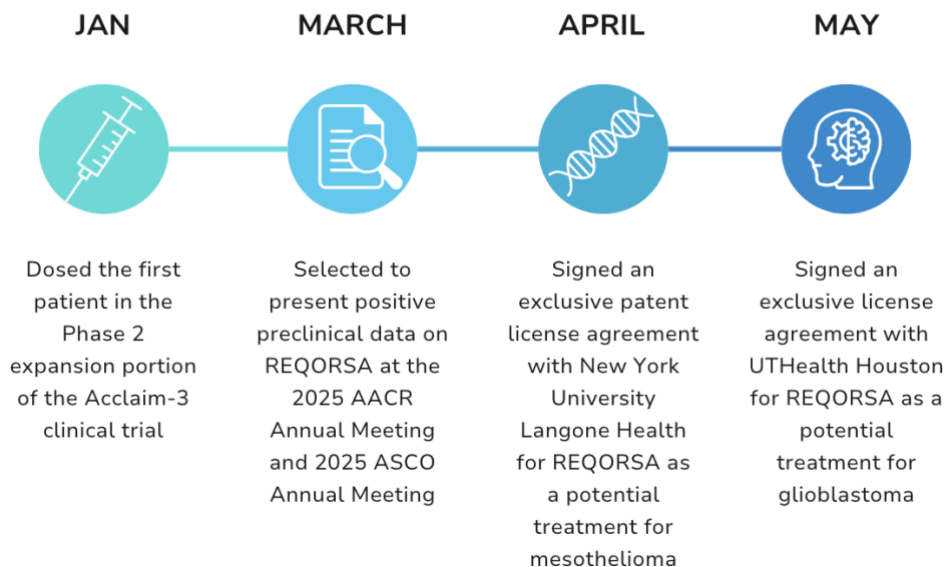 JAN
Dosed the first
patient in the
Phase 2
expansion portion
of the Acclaim-3
clinical trial
MARCH
Selected to
present positive
preclinical data on
REQORSA at the
2025 AACR
Annual Meeting
and 2025 ASCO
Annual Meeting
APRIL
Signed an
exclusive patent
license agreement
with New York
University
Langone Health
for REQORSA as
a potential
treatment for
mesothelioma
MAY
Signed an
exclusive license
agreement with
UTHealth Houston
for REQORSA as a
potential
treatment for
glioblastoma